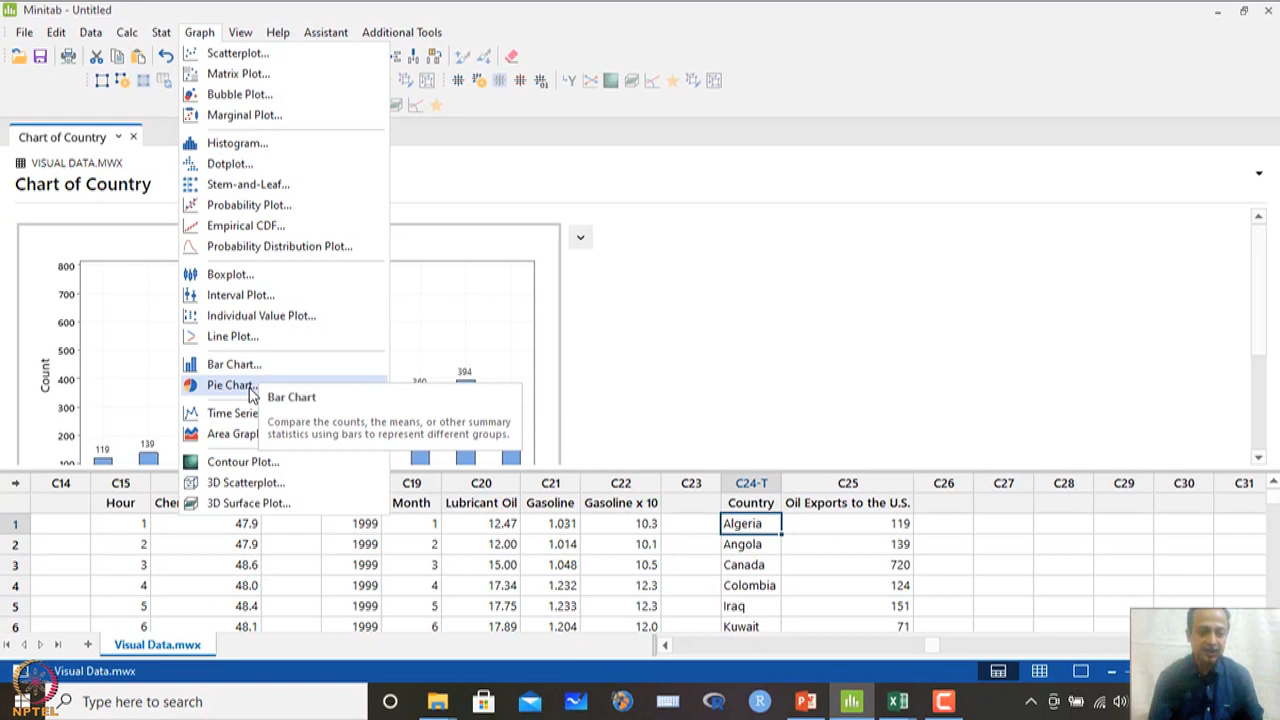 Minitab - Untitled
File Edit Data Calc Stat Graph View Help Assistant Additional Tools
Scatterplot...
Matrix Plot...
Bubble Plot...
Marginal Plot...
Histogram...
Dotplot...
Stem-and-Leaf...
Probability Plot...
Empirical CDF...
Probability Distribution Plot...
Boxplot...
Interval Plot...
Individual Value Plot...
Line Plot...
Bar Chart...
Pie Chart...
Time Serie
Area Grap
Contour Plot...
3D Scatterplot...
3D Surface Plot...
Bar Chart
Compare the counts, the means, or other summary
statistics using bars to represent different groups.
Chart of Country
VISUAL DATA.MWX
Chart of Country
800
700
600
500
400
300
200
100
Count
119 139 394
C14 C15 C19 C20 C21 C22 C23 C24-T C25 C26 C27 C28 C29 C30 C31
Hour Cher Month Lubricant Oil Gasoline Gasoline x 10 Country Oil Exports to the U.S.
1 1 47.9 1999 1 12.47 1.031 10.3 Algeria 119
2 2 47.9 1999 2 12.00 1.014 10.1 Angola 139
3 3 48.6 1999 3 15.00 1.048 10.5 Canada 720
4 4 48.0 1999 4 17.34 1.232 12.3 Colombia 124
5 5 48.4 1999 5 17.75 1.233 12.3 Iraq 151
6 6 48.1 1999 6 17.89 1.204 12.0 Kuwait 71
Visual Data.mwx
Visual Data.mwx
Type here to search
NPTEL